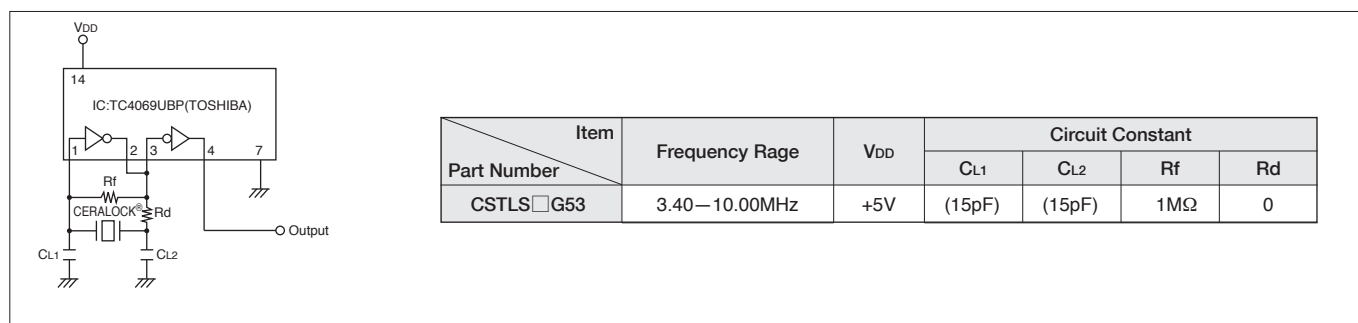 VDD
14
IC:TC4069UBP(TOSHIBA)
1 2 3 4 7
Rf
CERALOCK® Rd
Output
CL1 CL2
Item
Part Number
Frequency Rage
VDD
Circuit Constant
CL1 CL2 Rf Rd
CSTLS□G53 3.40—10.00MHz +5V (15pF) (15pF) 1MΩ 0